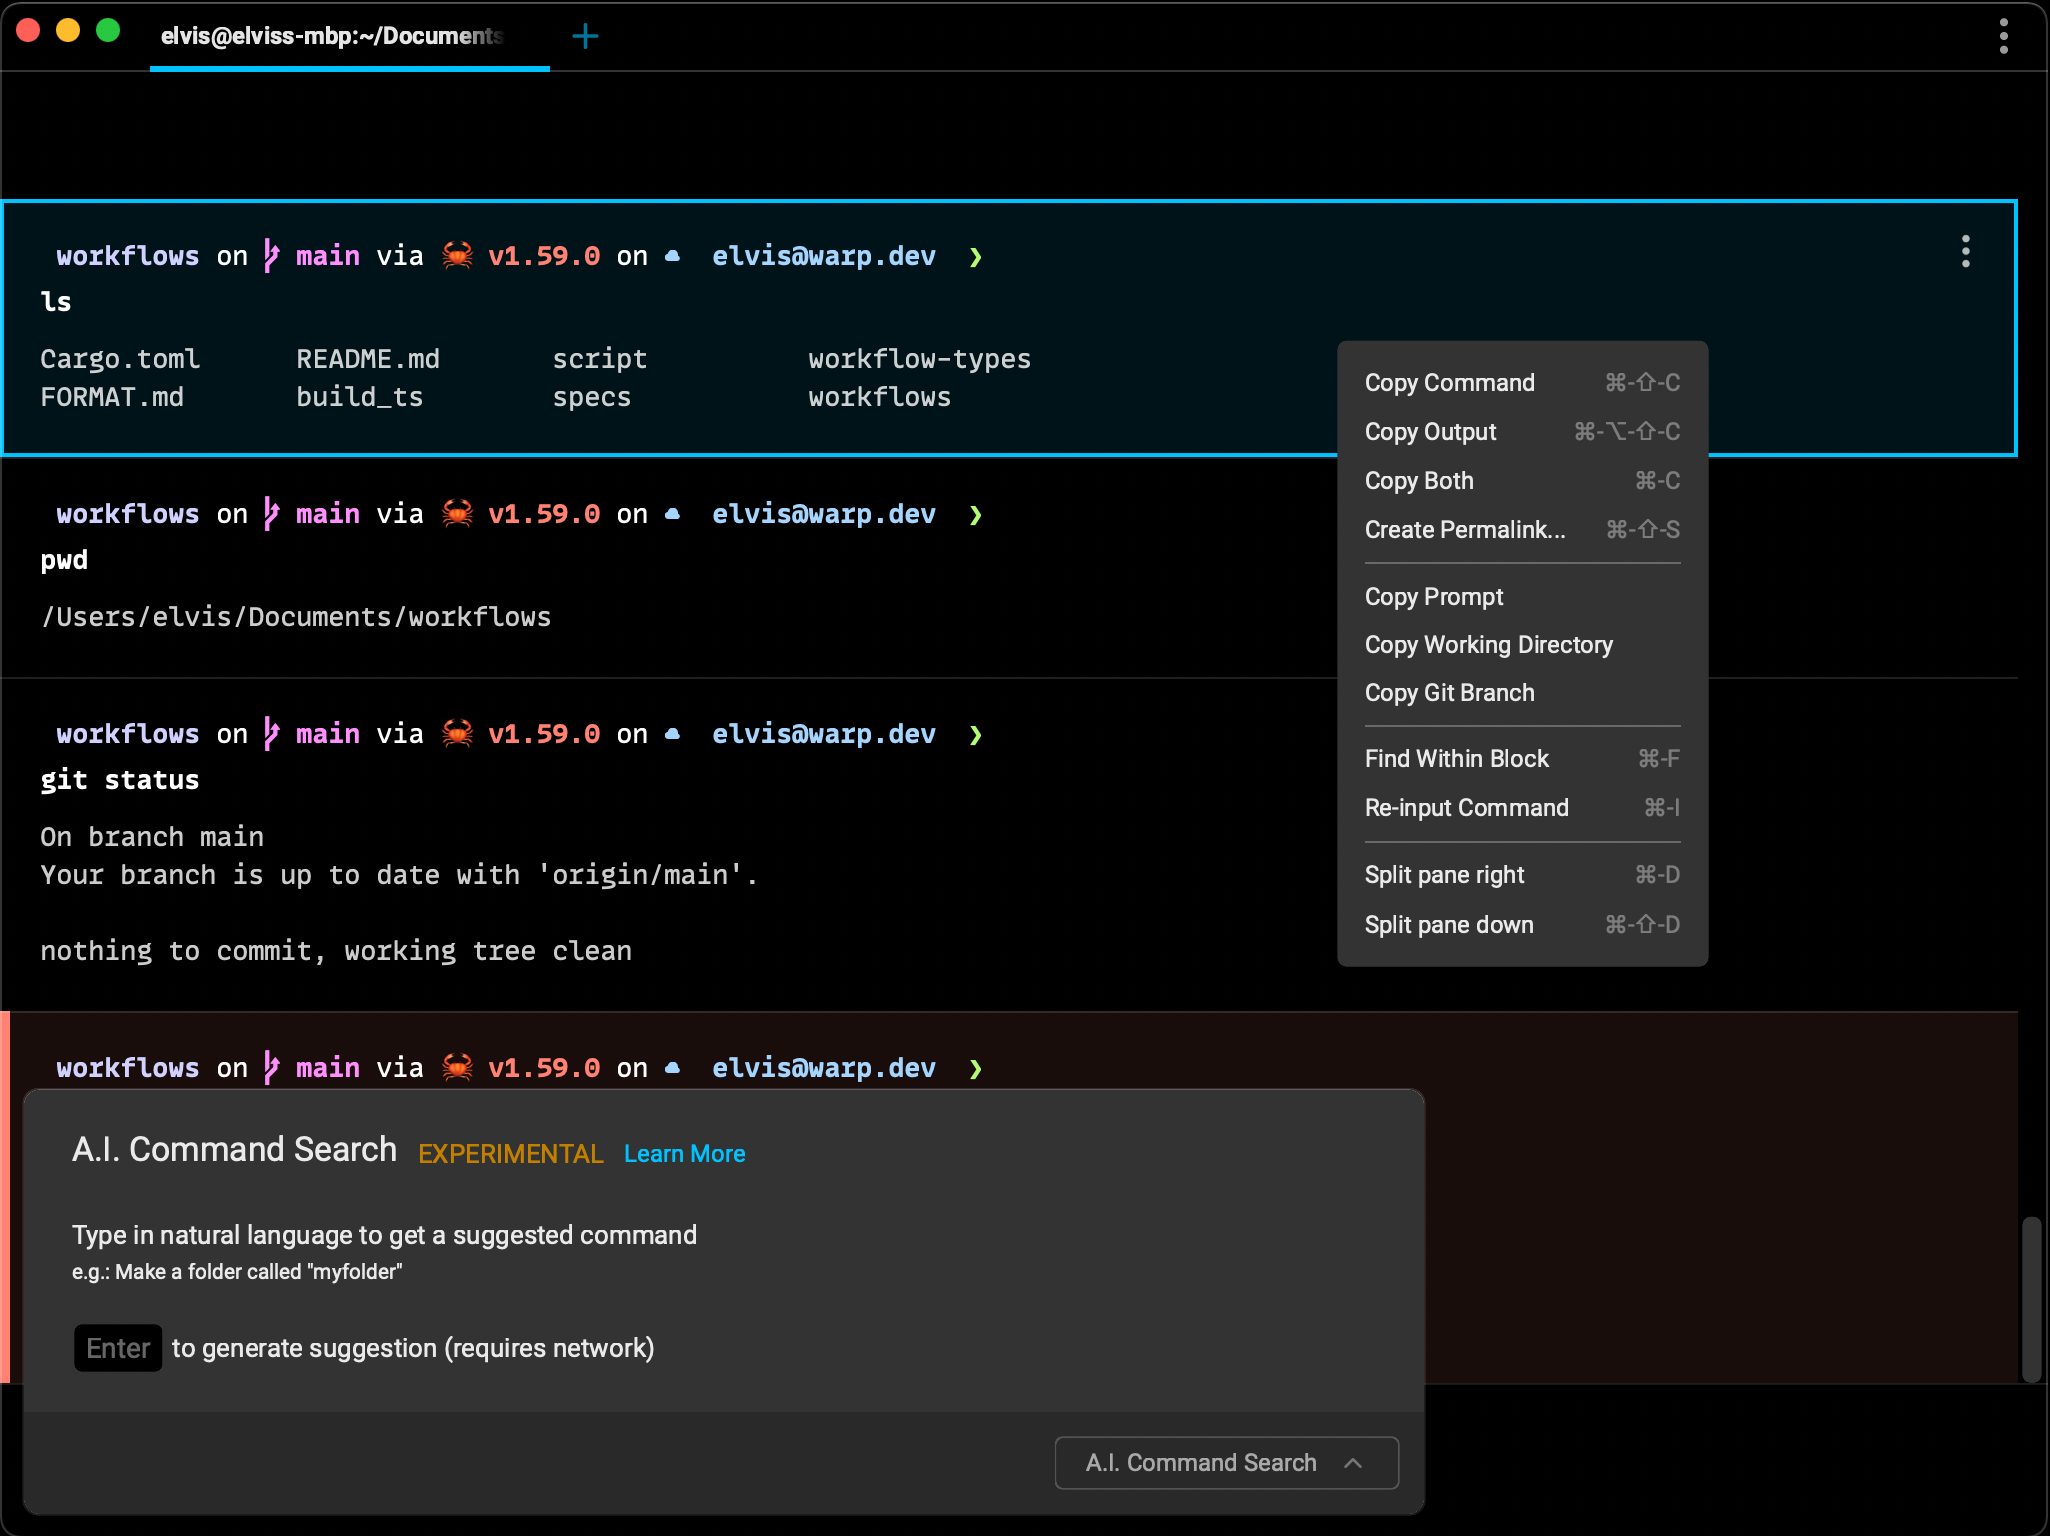 elvis@elviss-mbp:~/Documents
workflows on main via v1.59.0 on elvis@warp.dev ❯
ls
Cargo.toml README.md script workflow-types
FORMAT.md build_ts specs workflows
workflows on main via v1.59.0 on elvis@warp.dev ❯
pwd
/Users/elvis/Documents/workflows
workflows on main via v1.59.0 on elvis@warp.dev ❯
git status
On branch main
Your branch is up to date with 'origin/main'.
nothing to commit, working tree clean
workflows on main via v1.59.0 on elvis@warp.dev ❯
Copy Command ⌘-⇧-C
Copy Output ⌘-⌥-⇧-C
Copy Both ⌘-C
Create Permalink... ⌘-⇧-S
Copy Prompt
Copy Working Directory
Copy Git Branch
Find Within Block ⌘-F
Re-input Command ⌘-I
Split pane right ⌘-D
Split pane down ⌘-⇧-D
A.I. Command Search EXPERIMENTAL Learn More
Type in natural language to get a suggested command
e.g.: Make a folder called "myfolder"
Enter to generate suggestion (requires network)
A.I. Command Search